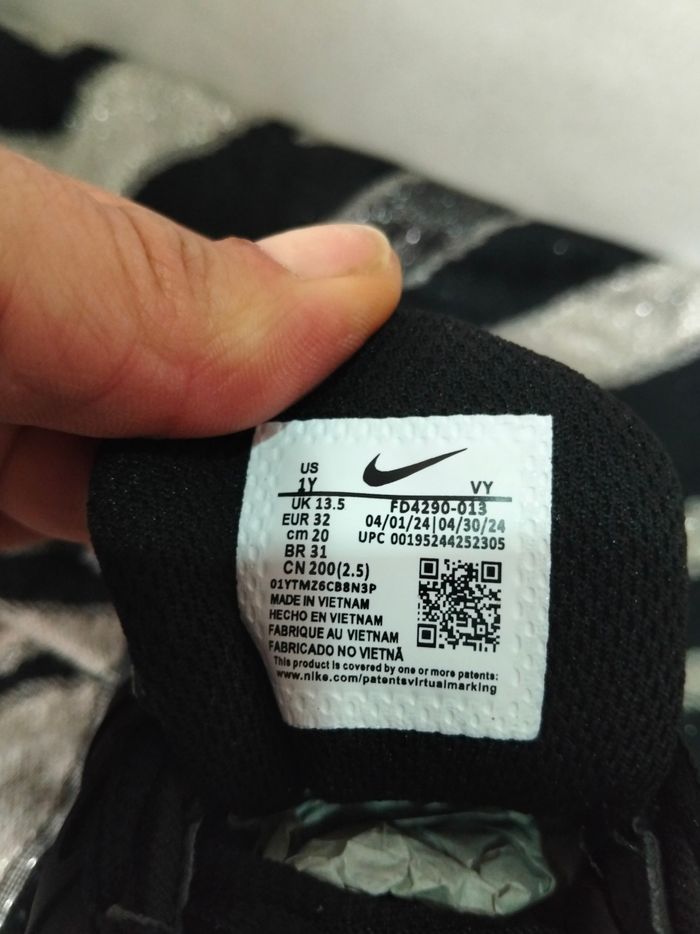 US
1Y VY
UK 13.5 FD4290-013
EUR 32 04/01/24|04/30/24
cm 20 UPC 00195244252305
BR 31
CN 200(2.5)
01YTMZ6CB8N3P
MADE IN VIETNAM
HECHO EN VIETNAM
FABRIQUE AU VIETNAM
FABRICADO NO VIETNÃ
This product is covered by one or more patents:
www.nike.com/patentsvirtualmarking